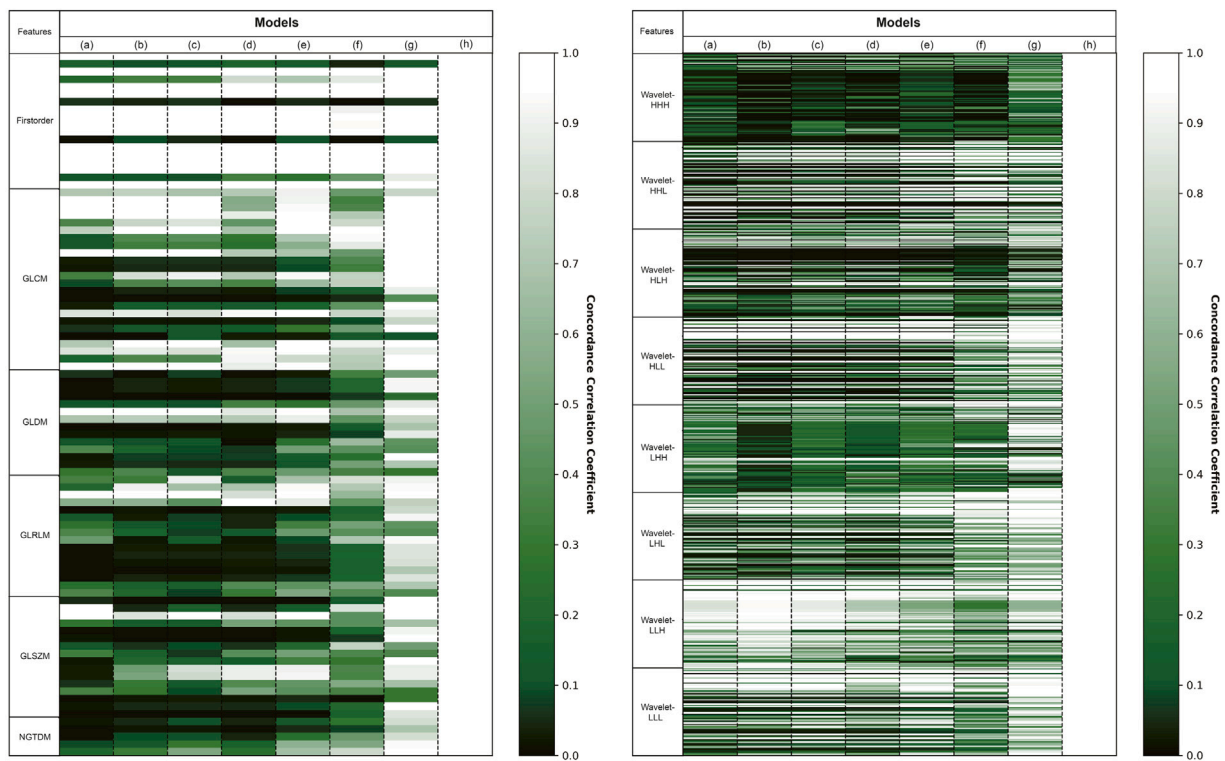 Features
Models
(a) (b) (c) (d) (e) (f) (g) (h)
Firstorder
GLCM
GLDM
GLRLM
GLSZM
NGTDM
1.0
0.9
0.8
0.7
0.6
0.5
0.4
0.3
0.2
0.1
0.0
Concordance Correlation Coefficient
Features
Models
(a) (b) (c) (d) (e) (f) (g) (h)
Wavelet-
HHH
Wavelet-
HHL
Wavelet-
HLH
Wavelet-
HLL
Wavelet-
LHH
Wavelet-
LHL
Wavelet-
LLH
Wavelet-
LLL
1.0
0.9
0.8
0.7
0.6
0.5
0.4
0.3
0.2
0.1
0.0
Concordance Correlation Coefficient